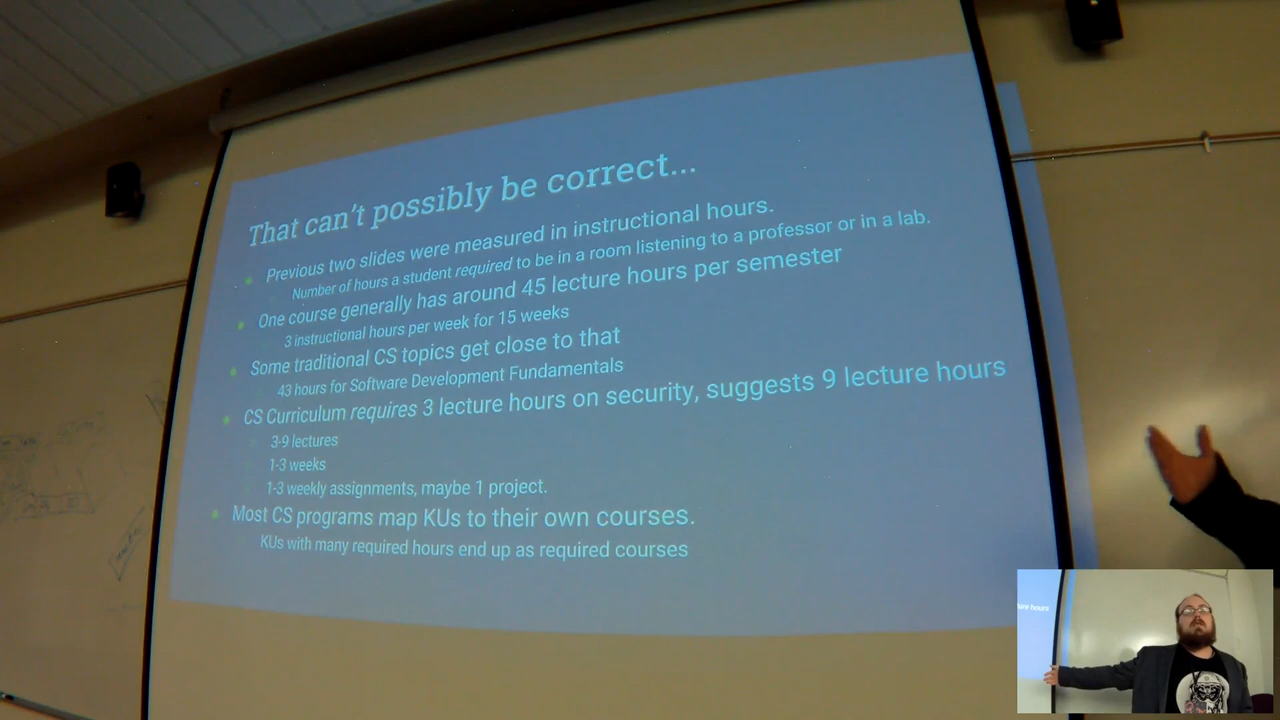 That can't possibly be correct...
Previous two slides were measured in instructional hours.
Number of hours a student required to be in a room listening to a professor or in a lab.
One course generally has around 45 lecture hours per semester
3 instructional hours per week for 15 weeks
Some traditional CS topics get close to that
43 hours for Software Development Fundamentals
CS Curriculum requires 3 lecture hours on security, suggests 9 lecture hours
3-9 lectures
1-3 weeks
1-3 weekly assignments, maybe 1 project.
Most CS programs map KUs to their own courses.
KUs with many required hours end up as required courses
hours